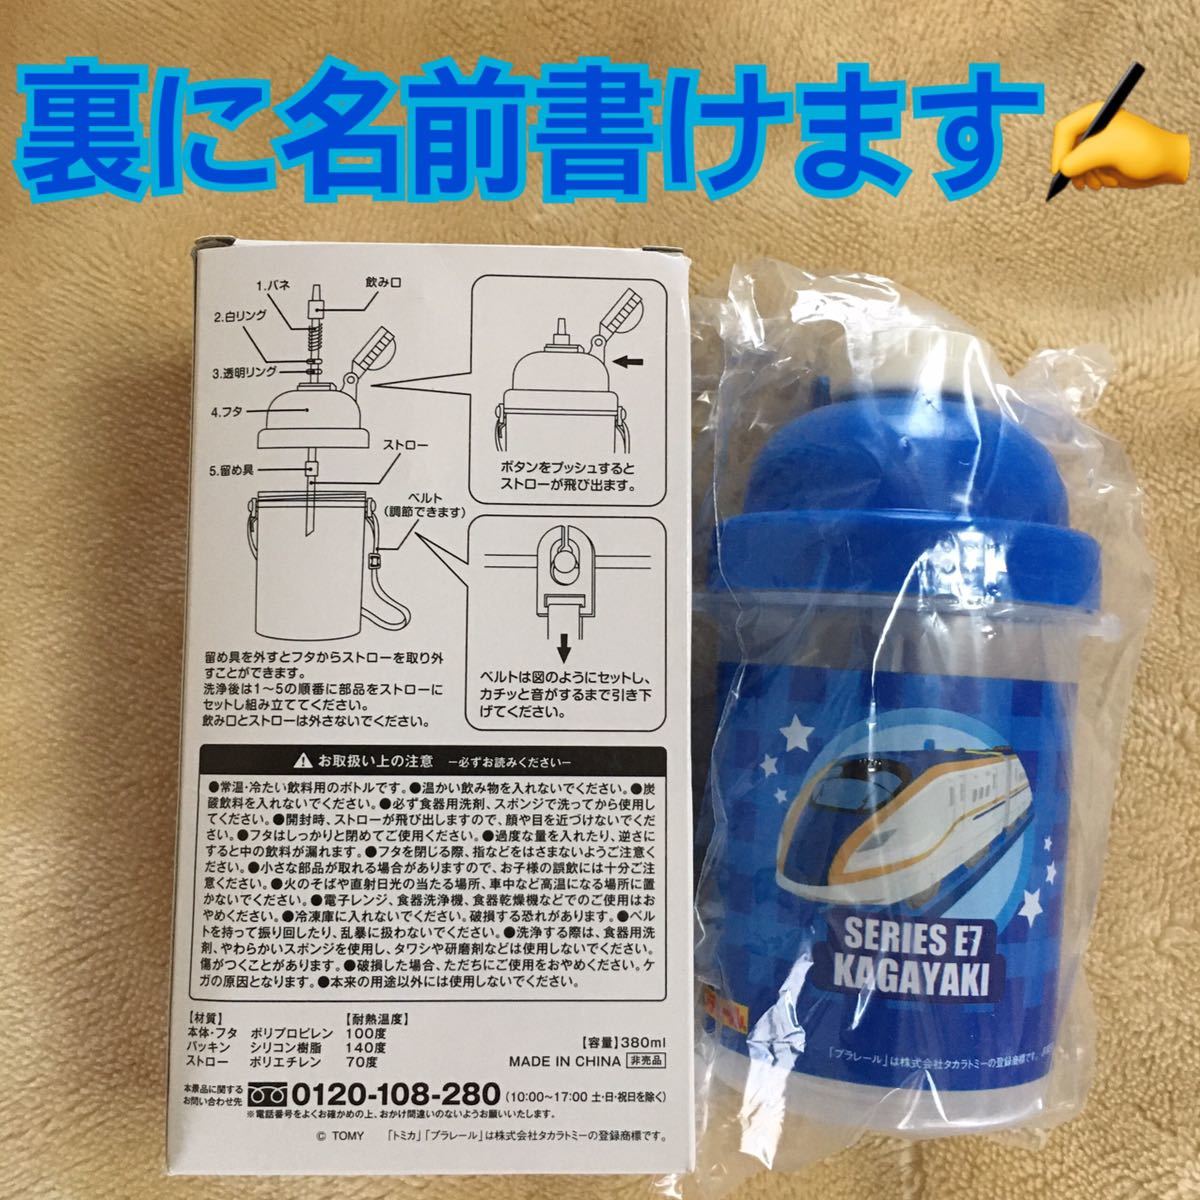 裏に名前書けます✍
1.バネ
飲み口
2.白リング
3.透明リング
4.フタ
ストロー
5.留め具
ベルト
(調節できます)
ボタンをプッシュすると
ストローが飛び出ます。
ベルトは図のようにセットし、
カチッと音がするまで引き下
げてください。
留め具を外すとフタからストローを取り外
すことができます。
洗浄後は1〜5の順番に部品をストローに
セットし組み立ててください。
飲み口とストローは外さないでください。
お取扱い上の注意 ー必ずお読みくださいー
●常温・冷たい飲料用のボトルです。●温かい飲み物を入れないでください。●炭
酸飲料を入れないでください。●必ず食器用洗剤、スポンジで洗ってから使用し
てください。●開封時、ストローが飛び出しますので、顔や目を近づけないでくだ
さい。●フタはしっかりと閉めてご使用ください。●過度な量を入れたり、逆さに
すると中の飲料が漏れます。●フタを閉じる際、指などをはさまないようご注意くだ
さい。●小さな部品が取れる場合がありますので、お子様の誤飲には十分ご注
意ください。●火のそばや直射日光の当たる場所、車中など高温になる場所に置
かないでください。●電子レンジ、食器洗浄機、食器乾燥機などでのご使用は
おやめください。●冷凍庫に入れないでください。破損する恐れがあります。●ベル
トを持って振り回したり、乱暴に扱わないでください。●洗浄する際は、食器用洗
剤、やわらかいスポンジを使用し、タワシや研磨剤などは使用しないでください。
傷がつくことがあります。●破損した場合、ただちにご使用をおやめください。ケ
ガの原因となります。●本来の用途以外には使用しないでください。
【材質】 【耐熱温度】
本体・フタ ポリプロピレン 100度
パッキン シリコン樹脂 140度
ストロー ポリエチレン 70度
【容量】380ml
MADE IN CHINA 非売品
本景品に関する
お問い合わせ先 0120-108-280 (10:00〜17:00 土・日・祝日を除く)
※電話番号をよくお確かめの上、おかけ間違いのないようお願いいたします。
© TOMY 「トミカ」「プラレール」は株式会社タカラトミーの登録商標です。
SERIES E7
KAGAYAKI
「プラレール」は株式会社タカラトミーの登録商標です。